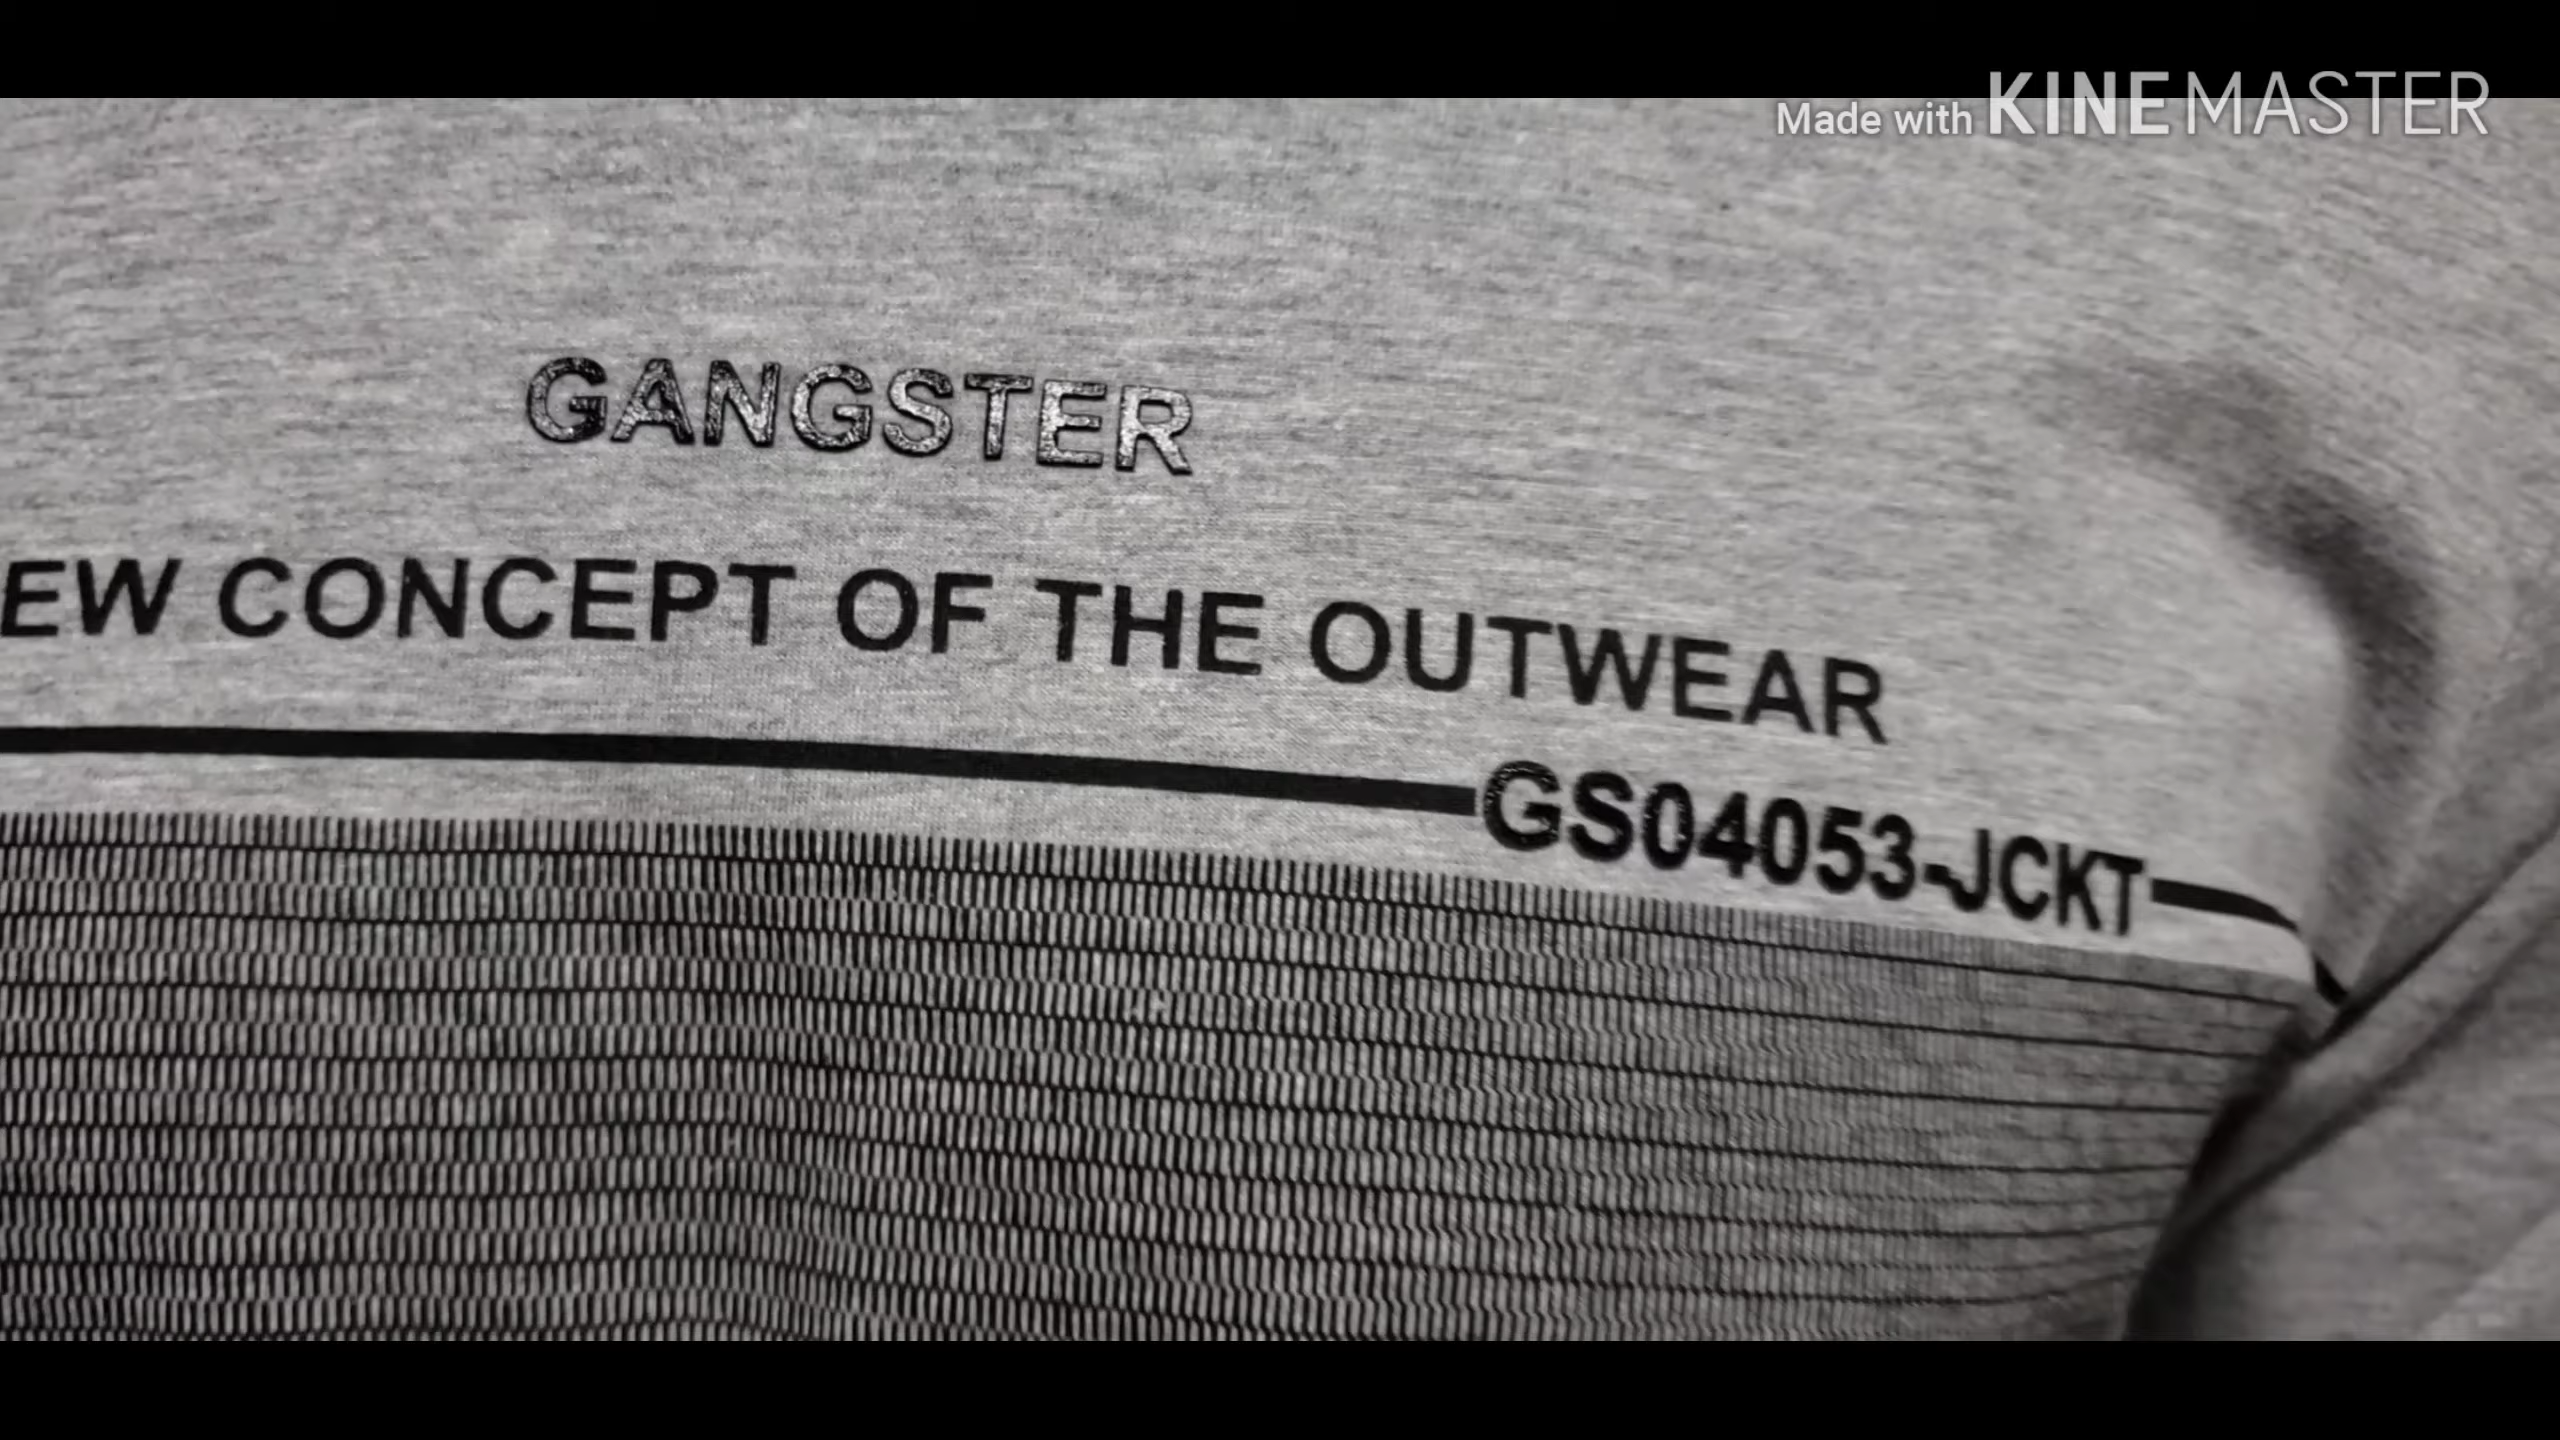 Made with KINEMASTER
GANGSTER
EW CONCEPT OF THE OUTWEAR
GS04053-JCKT